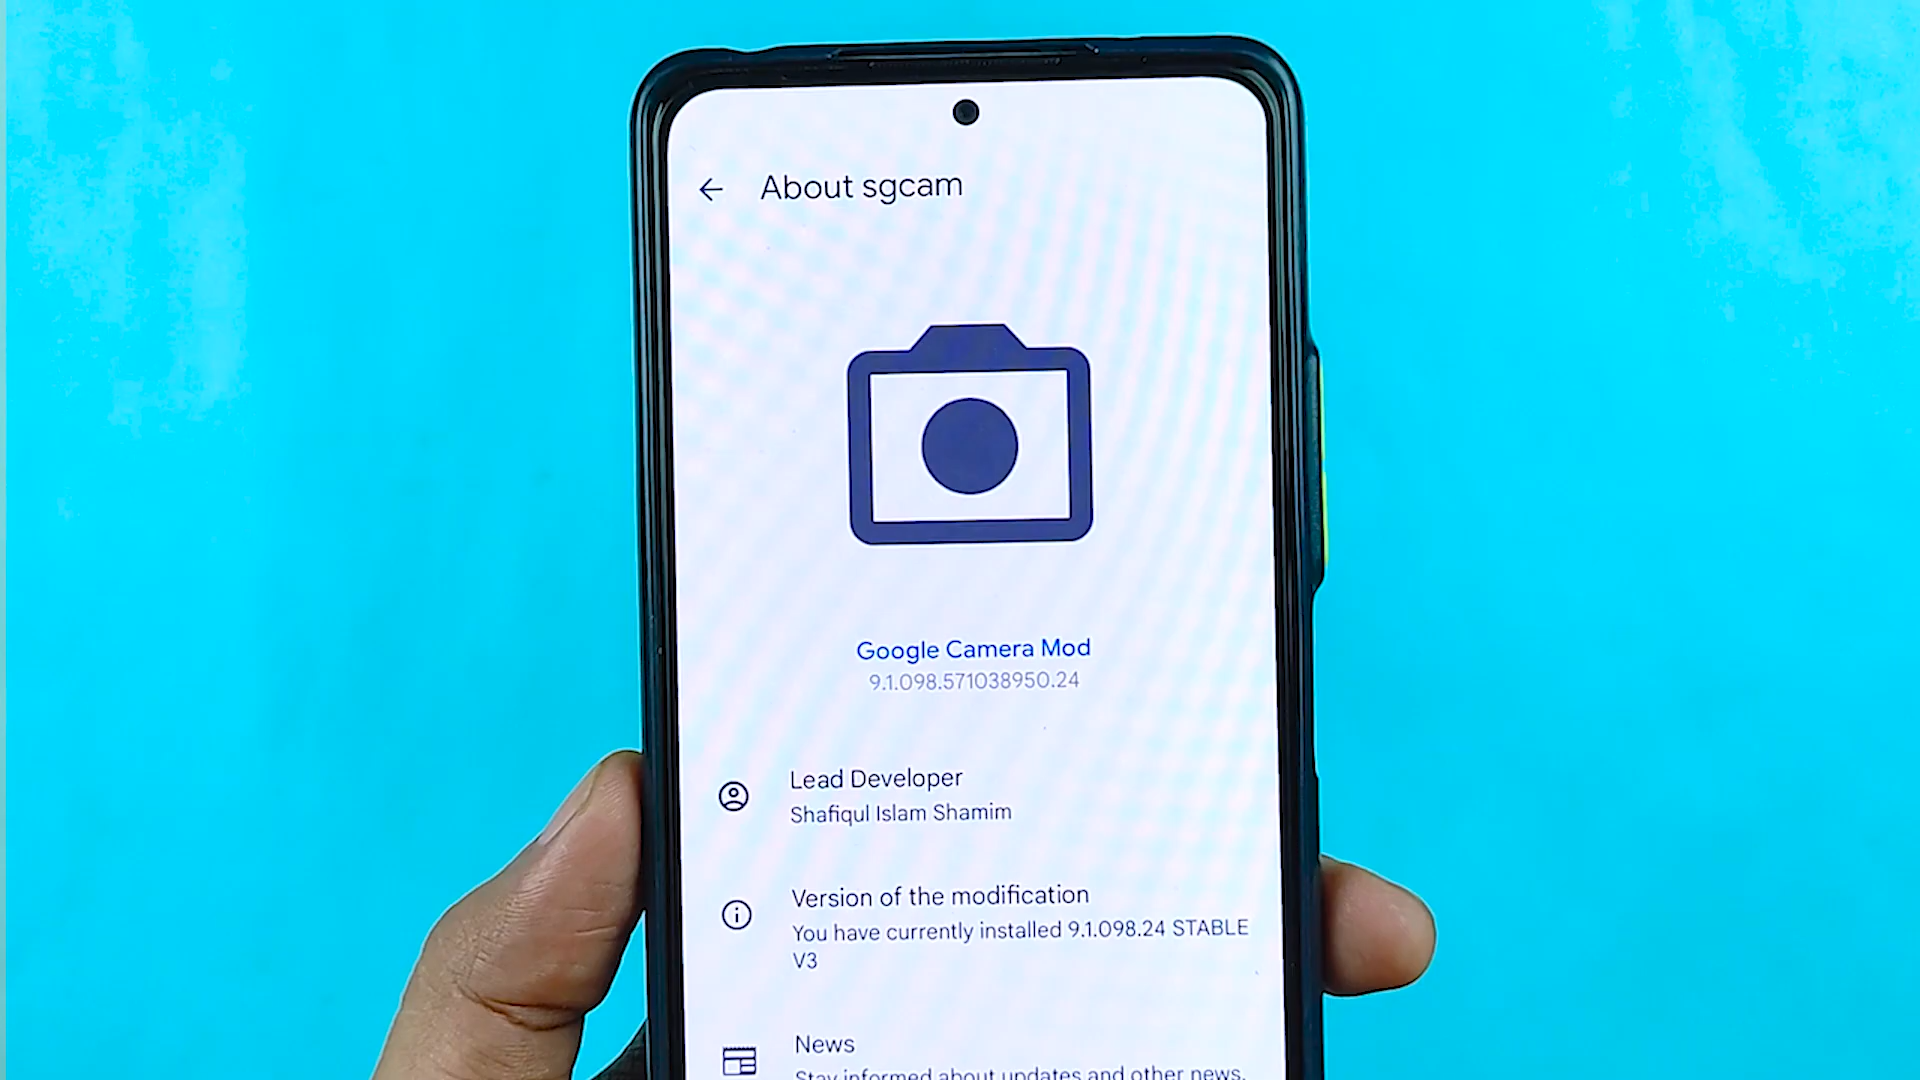 About sgcam
Google Camera Mod
9.1.098.571038950.24
Lead Developer
Shafiqul Islam Shamim
Version of the modification
You have currently installed 9.1.098.24 STABLE
V3
News
Stay informed about updates and other news.